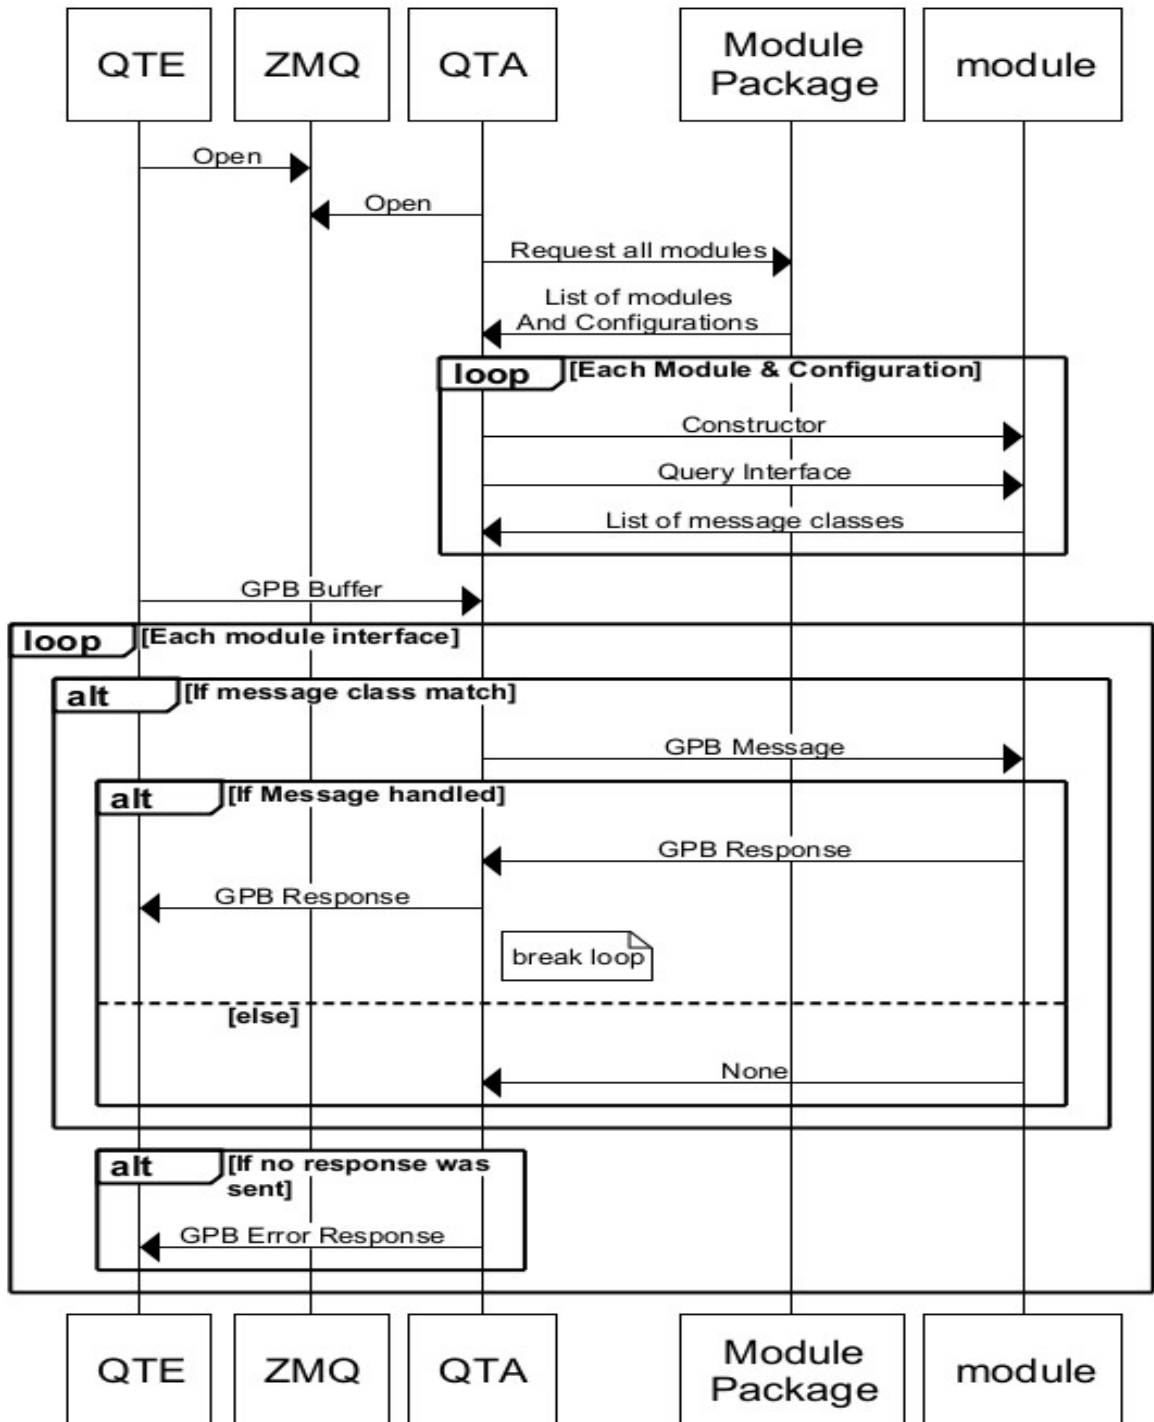 QTE
ZMQ
QTA
Module
Package
module
Open
Open
Request all modules
List of modules
And Configurations
loop
[Each Module & Configuration]
Constructor
Query Interface
List of message classes
GPB Buffer
loop
[Each module interface]
alt
[If message class match]
GPB Message
alt
[If Message handled]
GPB Response
GPB Response
break loop
[else]
None
alt
[If no response was
sent]
GPB Error Response
QTE
ZMQ
QTA
Module
Package
module